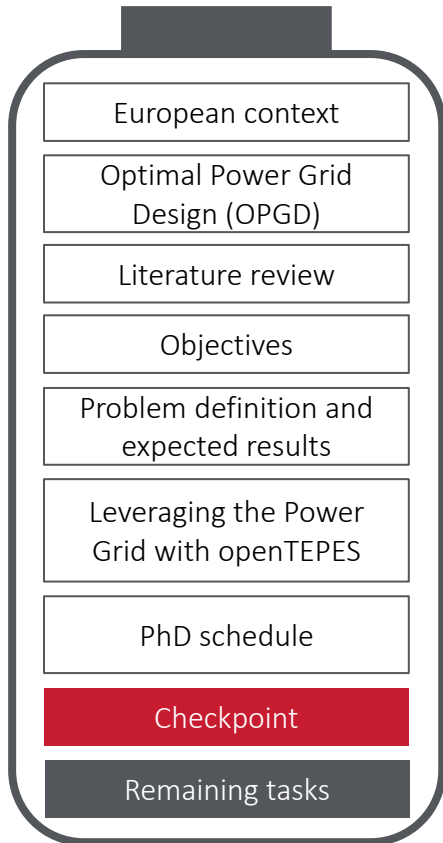 European context
Optimal Power Grid
Design (OPGD)
Literature review
Objectives
Problem definition and
expected results
Leveraging the Power
Grid with openTEPES
PhD schedule
Checkpoint
Remaining tasks